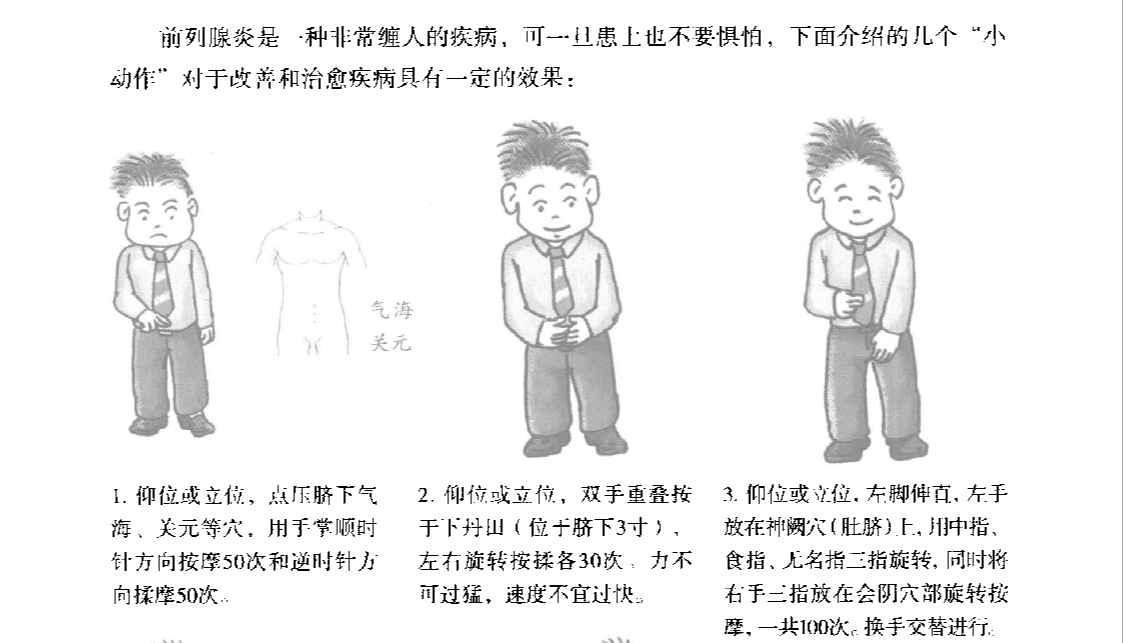 前列腺炎是一种非常缠人的疾病，可一旦患上也不要惧怕，下面介绍的几个“小
动作”对于改善和治愈疾病具有一定的效果：
气海
关元
1. 仰位或立位，点压脐下气
海、关元等穴，用手掌顺时
针方向按摩50次和逆时针方
向揉摩50次。
2. 仰位或立位，双手重叠按
于下丹田（位于脐下3寸），
左右旋转按揉各30次。力不
可过猛，速度不宜过快。
3. 仰位或立位，左脚伸直，左手
放在神阙穴（肚脐）上，用中指、
食指、无名指三指旋转，同时将
右手三指放在会阴穴部旋转按
摩，一共100次。换手交替进行。